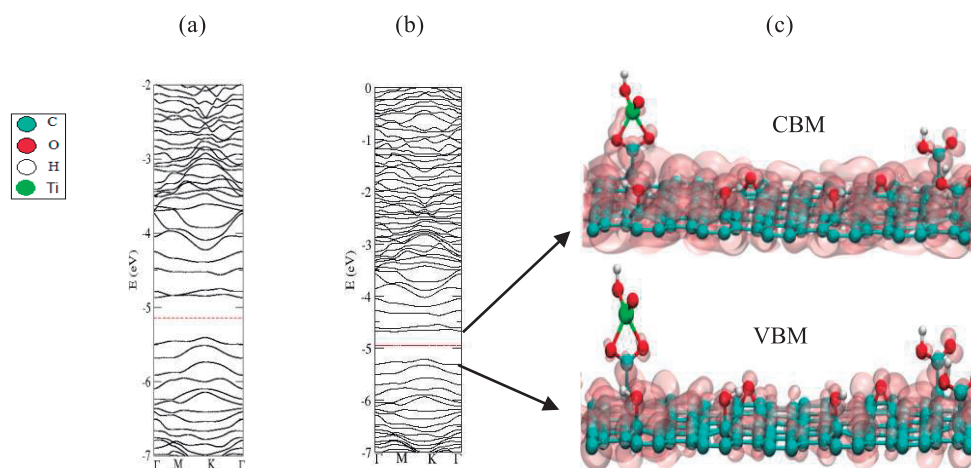 (a)
(b)
(c)
C
O
H
Ti
E (eV)
-2
-3
-4
-5
-6
-7
Γ M K Γ
E (eV)
0
-1
-2
-3
-4
-5
-6
-7
Γ M K Γ
CBM
VBM